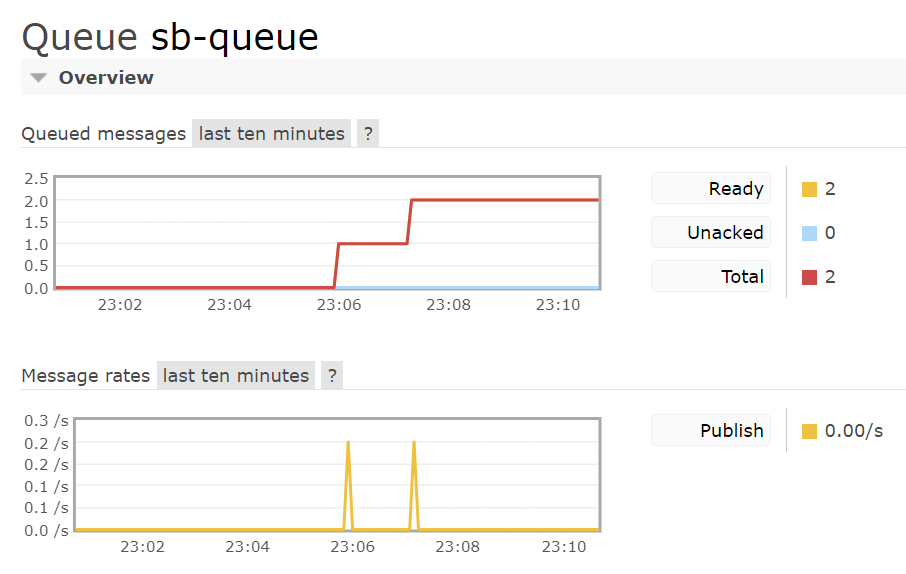 Queue sb-queue
Overview
Queued messages last ten minutes ?
2.5
2.0
1.5
1.0
0.5
0.0
23:02 23:04 23:06 23:08 23:10
Ready 2
Unacked 0
Total 2
Message rates last ten minutes ?
0.3 /s
0.2 /s
0.2 /s
0.1 /s
0.1 /s
0.0 /s
23:02 23:04 23:06 23:08 23:10
Publish 0.00/s